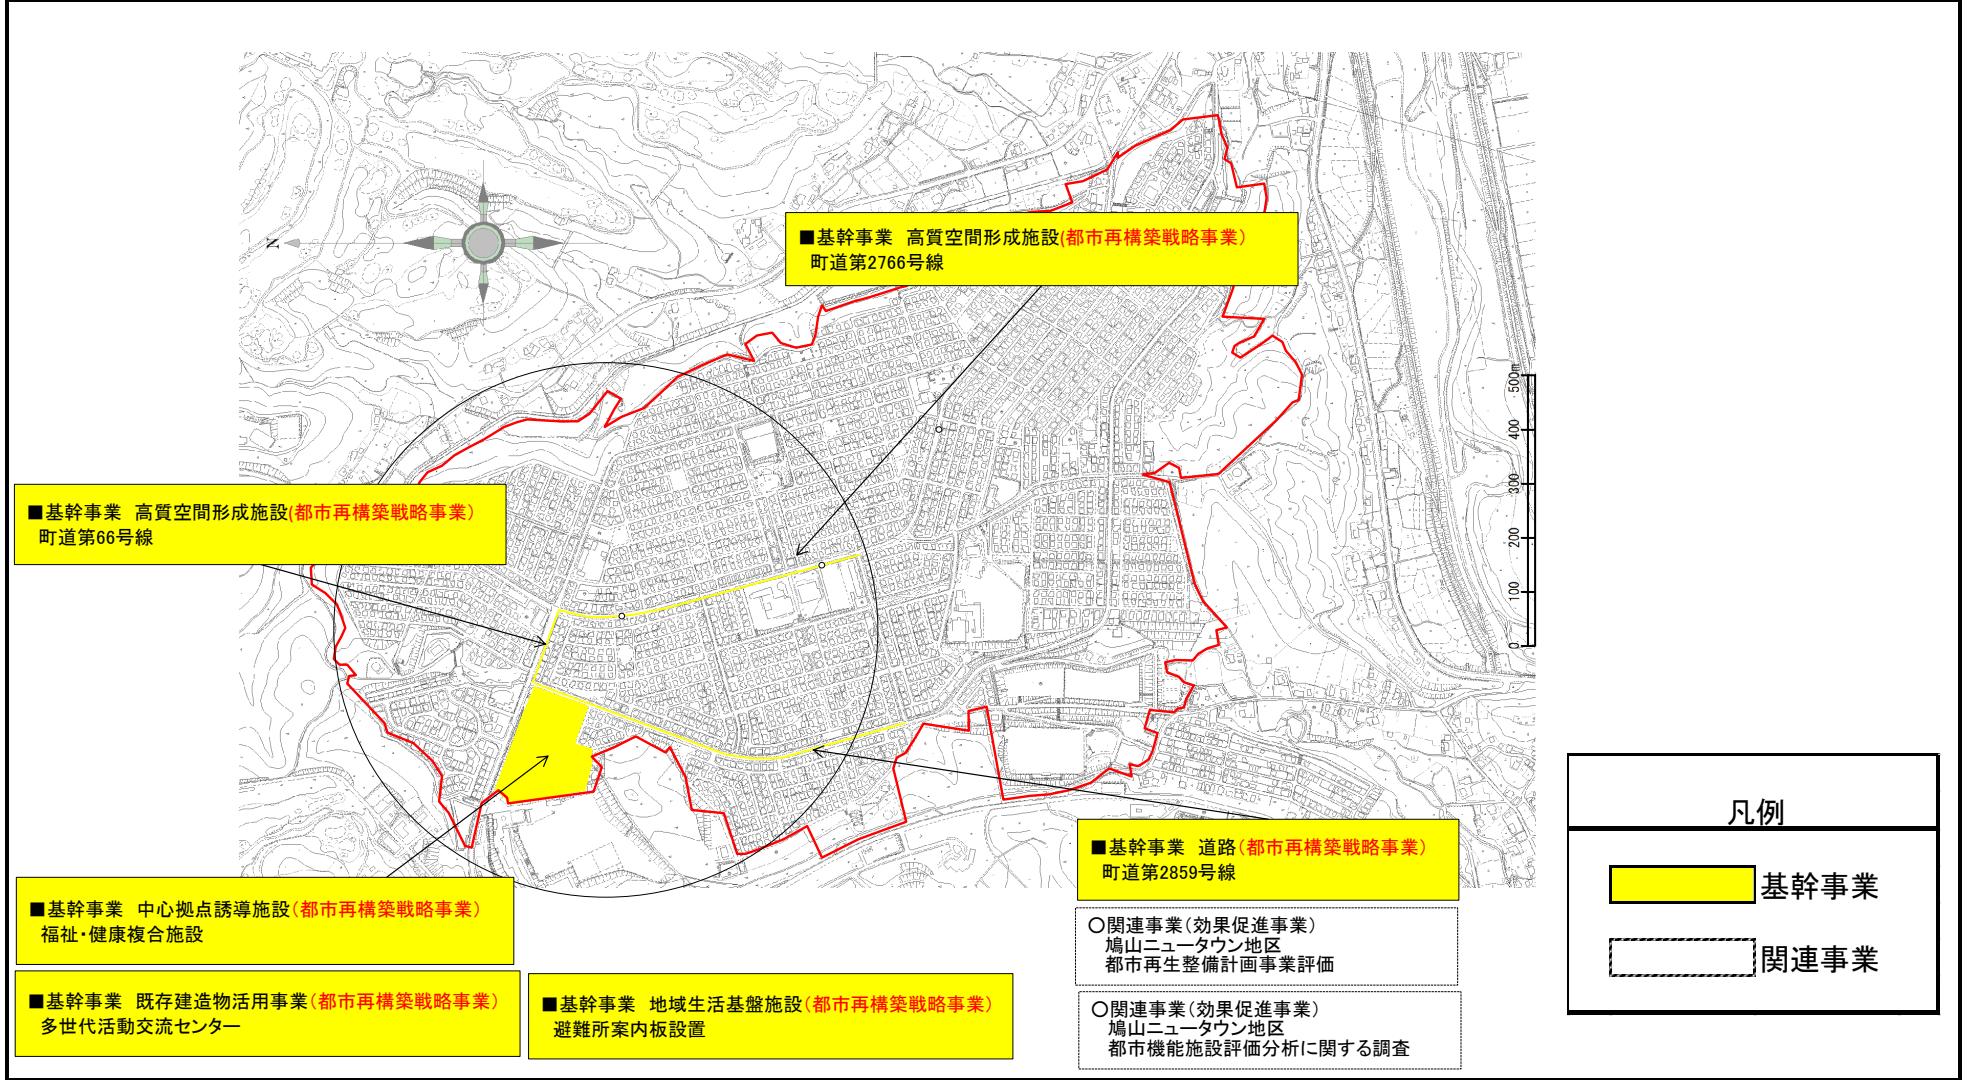 N
■基幹事業 高質空間形成施設(都市再構築戦略事業)
町道第2766号線
■基幹事業 高質空間形成施設(都市再構築戦略事業)
町道第66号線
500m
400
300
200
100
0
■基幹事業 道路(都市再構築戦略事業)
町道第2859号線
■基幹事業 中心拠点誘導施設(都市再構築戦略事業)
福祉・健康複合施設
■基幹事業 既存建造物活用事業(都市再構築戦略事業)
多世代活動交流センター
■基幹事業 地域生活基盤施設(都市再構築戦略事業)
避難所案内板設置
○関連事業(効果促進事業)
鳩山ニュータウン地区
都市再生整備計画事業評価
○関連事業(効果促進事業)
鳩山ニュータウン地区
都市機能施設評価分析に関する調査
凡例
基幹事業
関連事業